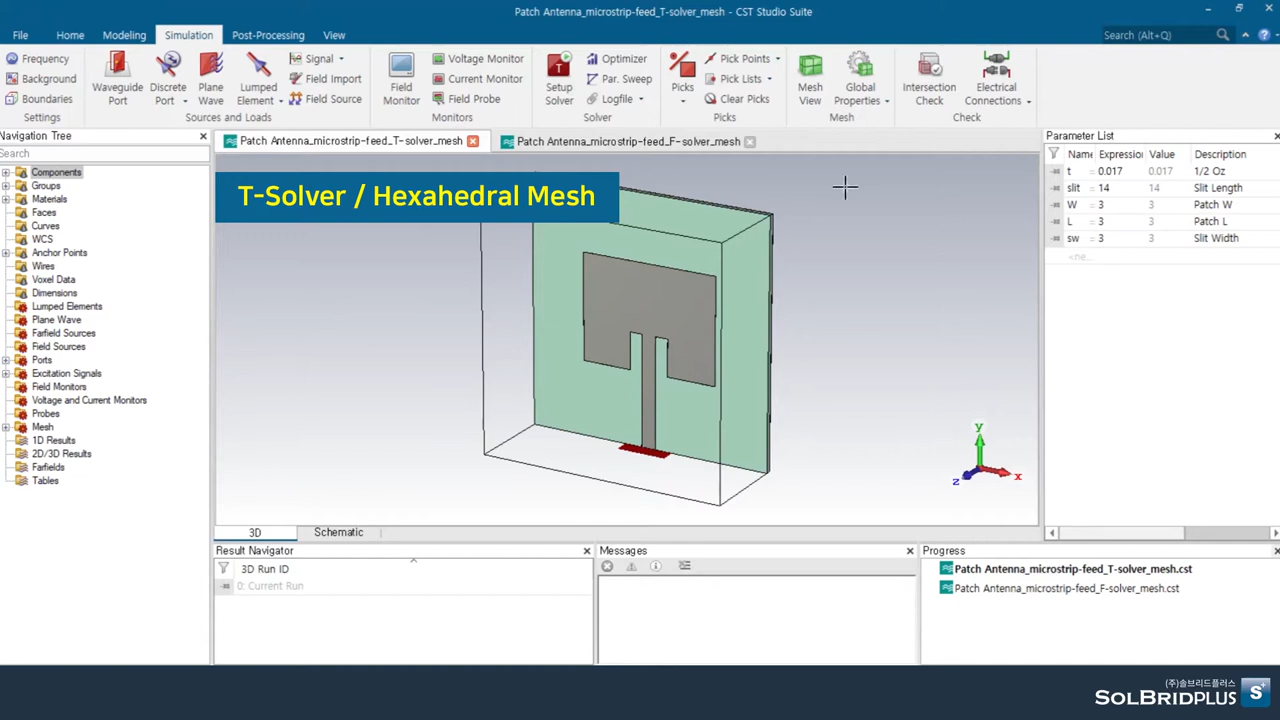 Patch Antenna_microstrip-feed_T-solver_mesh - CST Studio Suite
File Home Modeling Simulation Post-Processing View Search (Alt+Q)
Frequency
Background
Boundaries
Settings
Waveguide Port
Discrete Port
Plane Wave
Lumped Element
Signal
Field Import
Field Source
Sources and Loads
Field Monitor
Voltage Monitor
Current Monitor
Field Probe
Monitors
Setup Solver
Optimizer
Par. Sweep
Logfile
Solver
Picks
Pick Points
Pick Lists
Clear Picks
Picks
Mesh View
Global Properties
Mesh
Intersection Check
Electrical Connections
Check
Navigation Tree
Search
Components
Groups
Materials
Faces
Curves
WCS
Anchor Points
Wires
Voxel Data
Dimensions
Lumped Elements
Plane Wave
Farfield Sources
Field Sources
Ports
Excitation Signals
Field Monitors
Voltage and Current Monitors
Probes
Mesh
1D Results
2D/3D Results
Farfields
Tables
Patch Antenna_microstrip-feed_T-solver_mesh
Patch Antenna_microstrip-feed_F-solver_mesh
T-Solver / Hexahedral Mesh
y
x
z
3D Schematic
Parameter List
Name Expression Value Description
t = 0.017 0.017 1/2 Oz
slit = 14 14 Slit Length
W = 3 3 Patch W
L = 3 3 Patch L
sw = 3 3 Slit Width
<ne...
Result Navigator
3D Run ID
0: Current Run
Messages
Progress
Patch Antenna_microstrip-feed_T-solver_mesh.cst
Patch Antenna_microstrip-feed_F-solver_mesh.cst
(주)솔브리드플러스
SOLBRIDPLUS S+